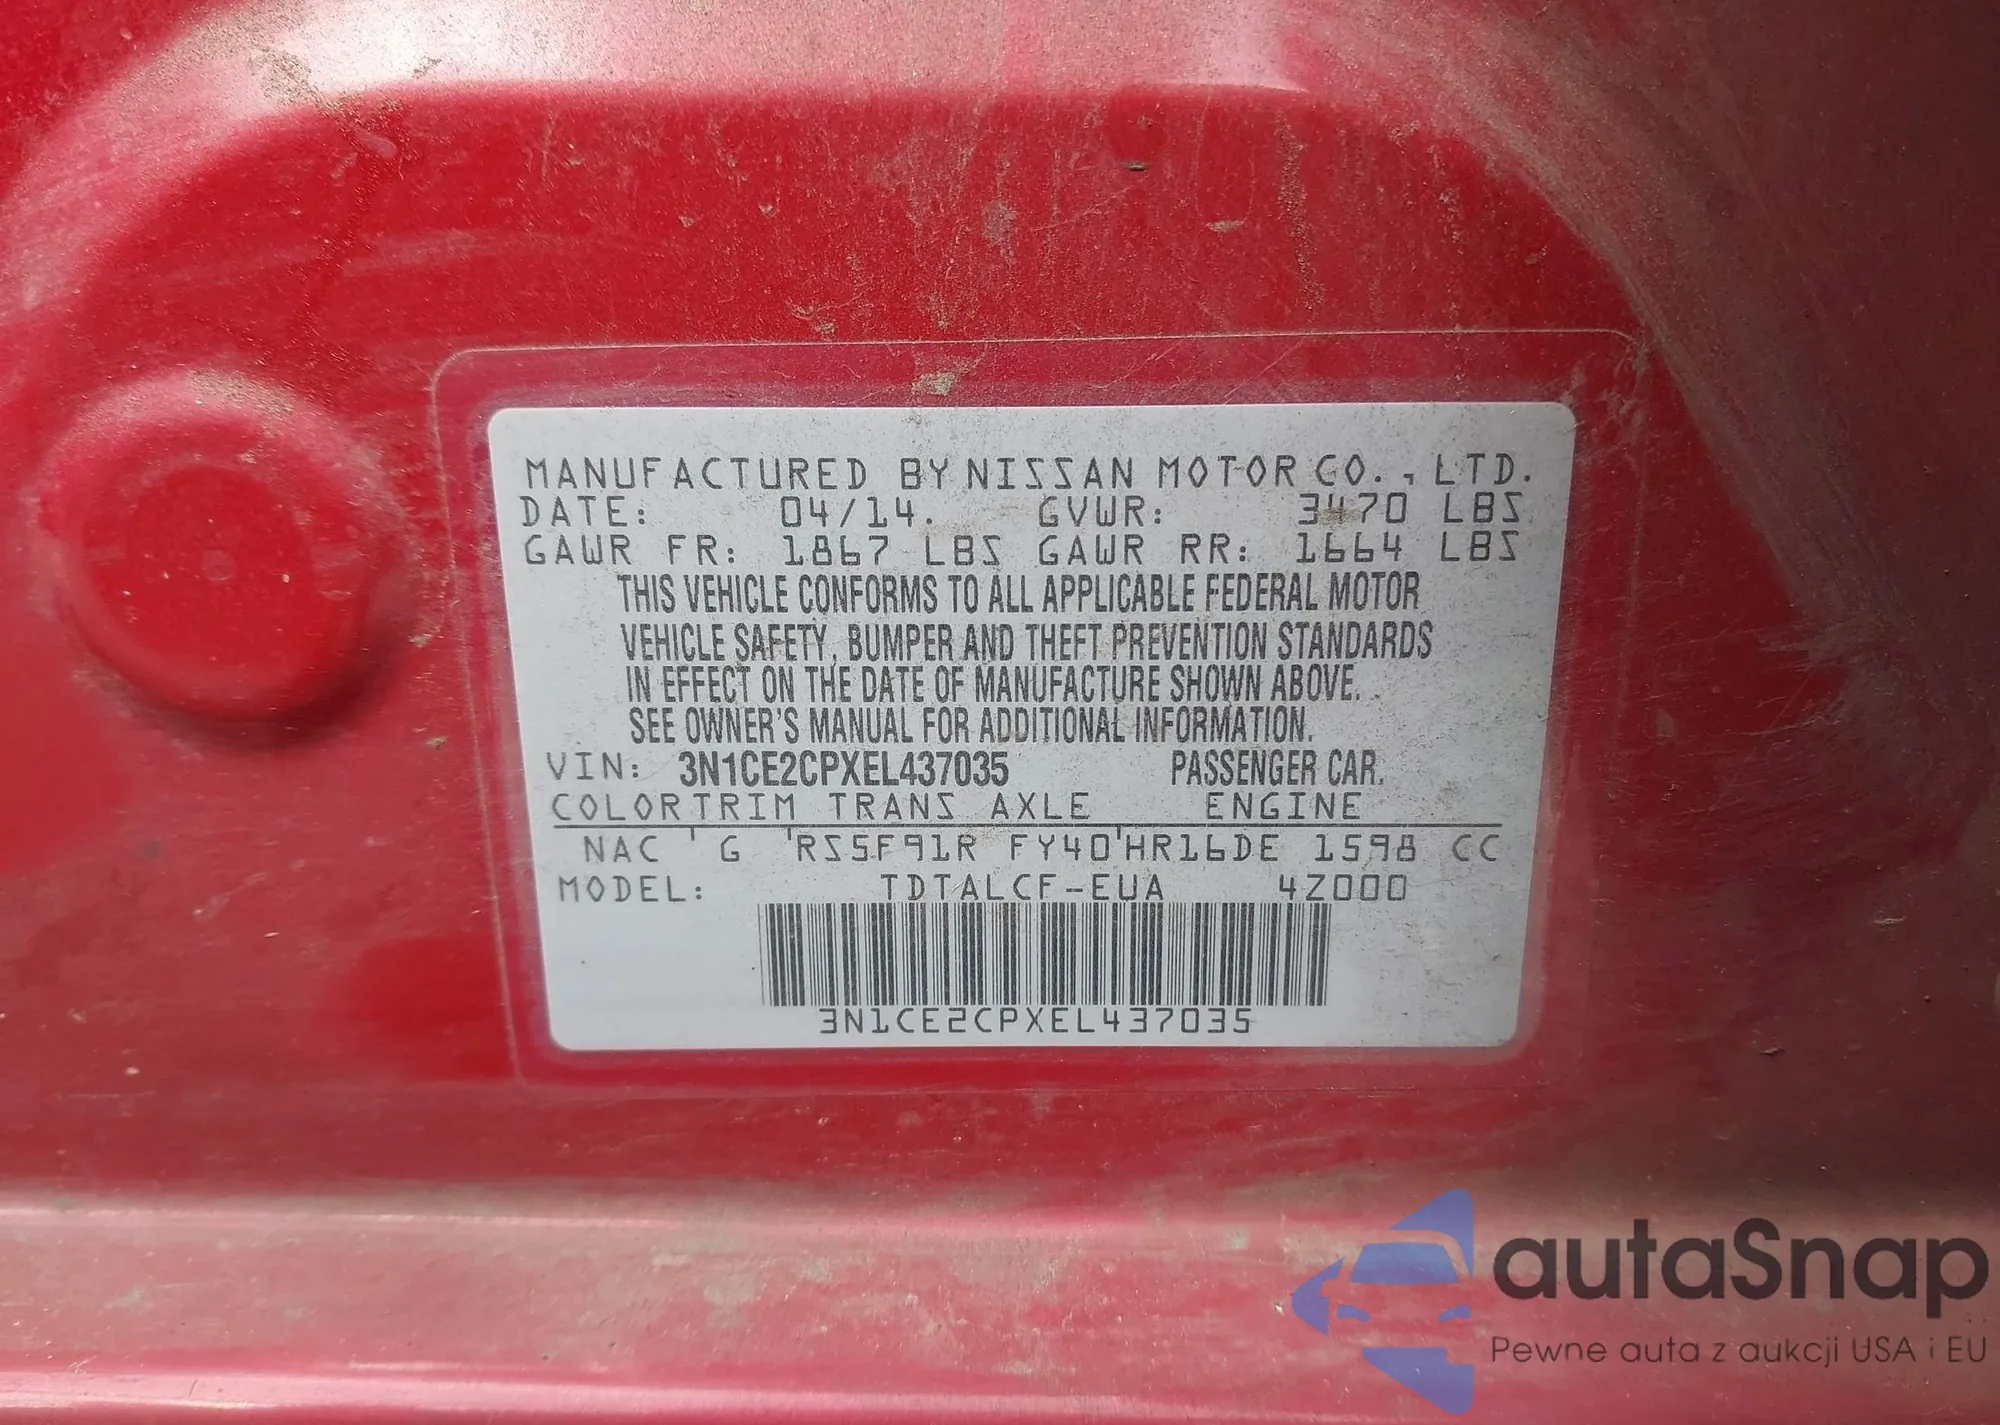 MANUFACTURED BY NISSAN MOTOR CO., LTD.
DATE: 04/14. GVWR: 3470 LBS
GAWR FR: 1867 LBS GAWR RR: 1664 LBS
THIS VEHICLE CONFORMS TO ALL APPLICABLE FEDERAL MOTOR
VEHICLE SAFETY, BUMPER AND THEFT PREVENTION STANDARDS
IN EFFECT ON THE DATE OF MANUFACTURE SHOWN ABOVE.
SEE OWNER'S MANUAL FOR ADDITIONAL INFORMATION.
VIN: 3N1CE2CPXEL437035 PASSENGER CAR.
COLORTRIM TRANS AXLE ENGINE
NAC ' G 'RS5F91R FY40'HR16DE 1598 CC
MODEL: TDTALCF-EUA 4Z000
3N1CE2CPXEL437035
autaSnap
Pewne auta z aukcji USA i EU